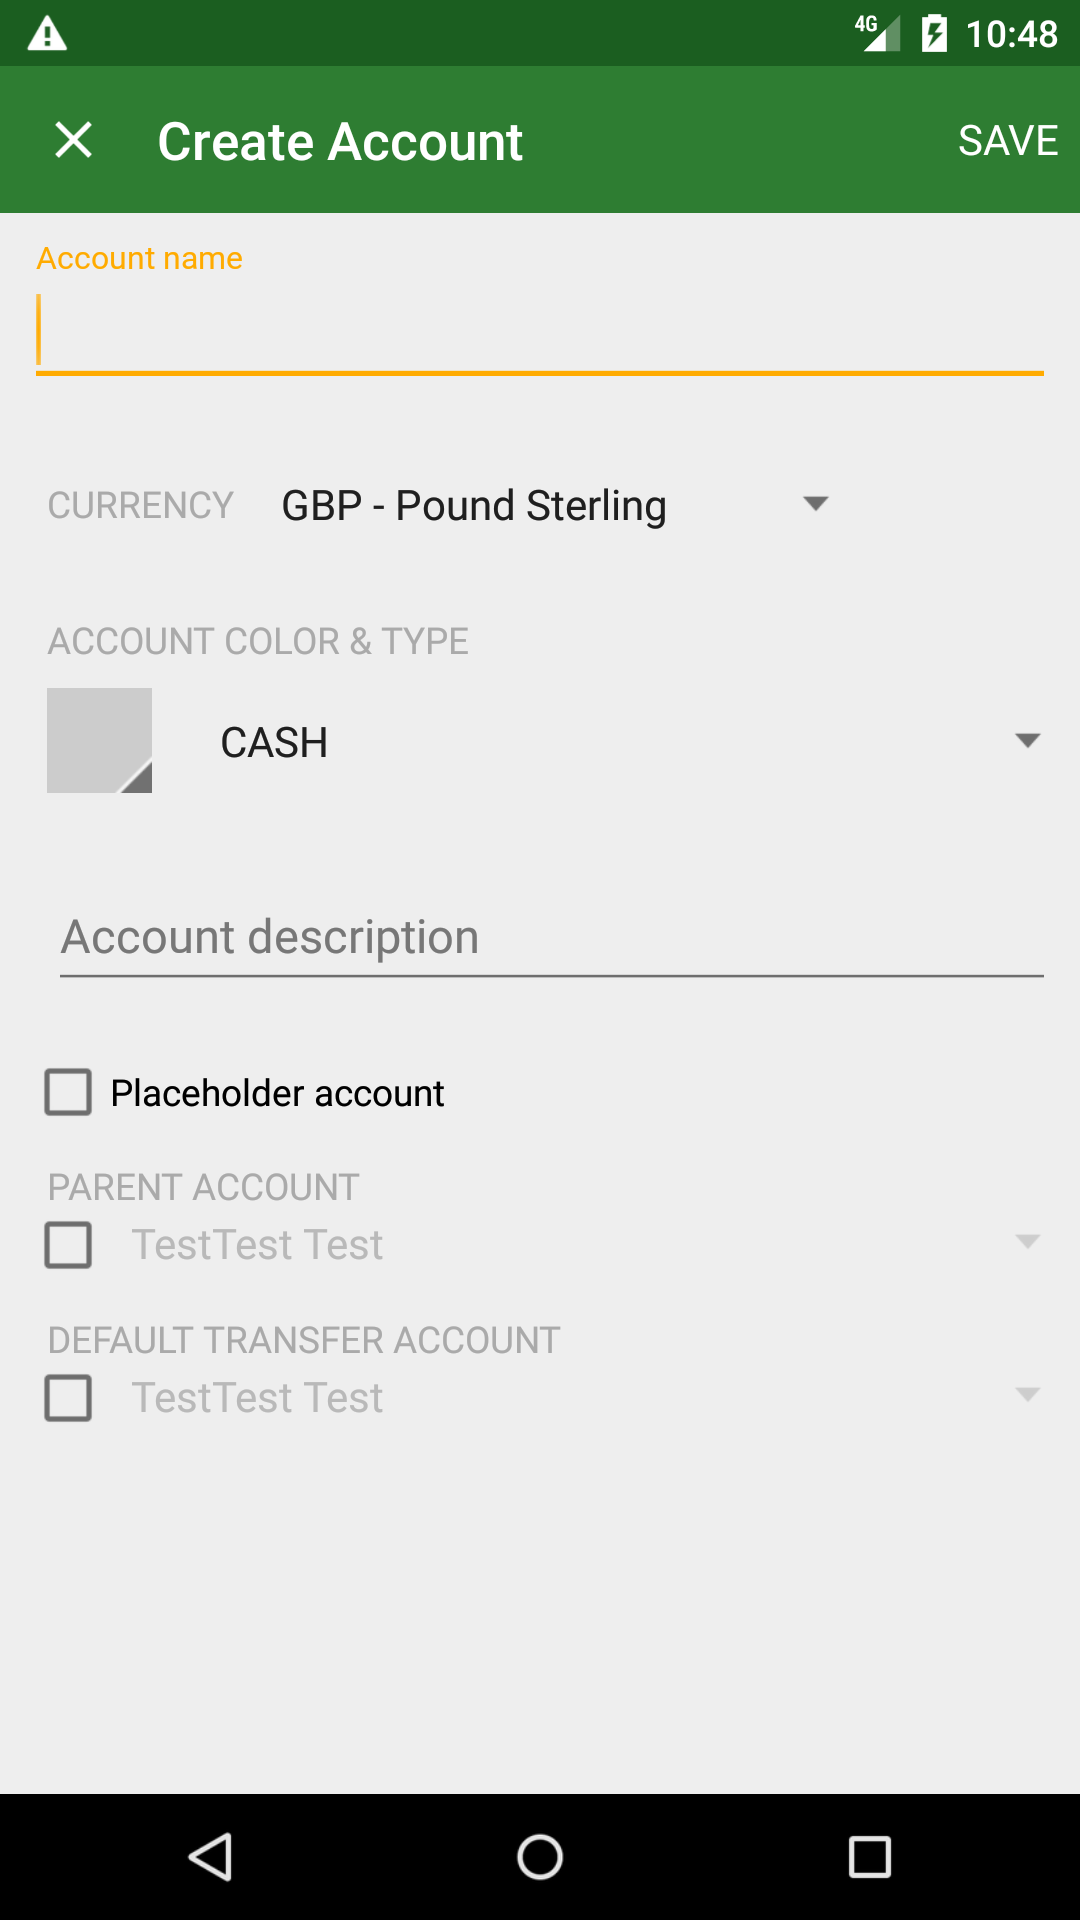 4G 10:48
Create Account SAVE
Account name
CURRENCY GBP - Pound Sterling
ACCOUNT COLOR & TYPE
CASH
Account description
Placeholder account
PARENT ACCOUNT
TestTest Test
DEFAULT TRANSFER ACCOUNT
TestTest Test